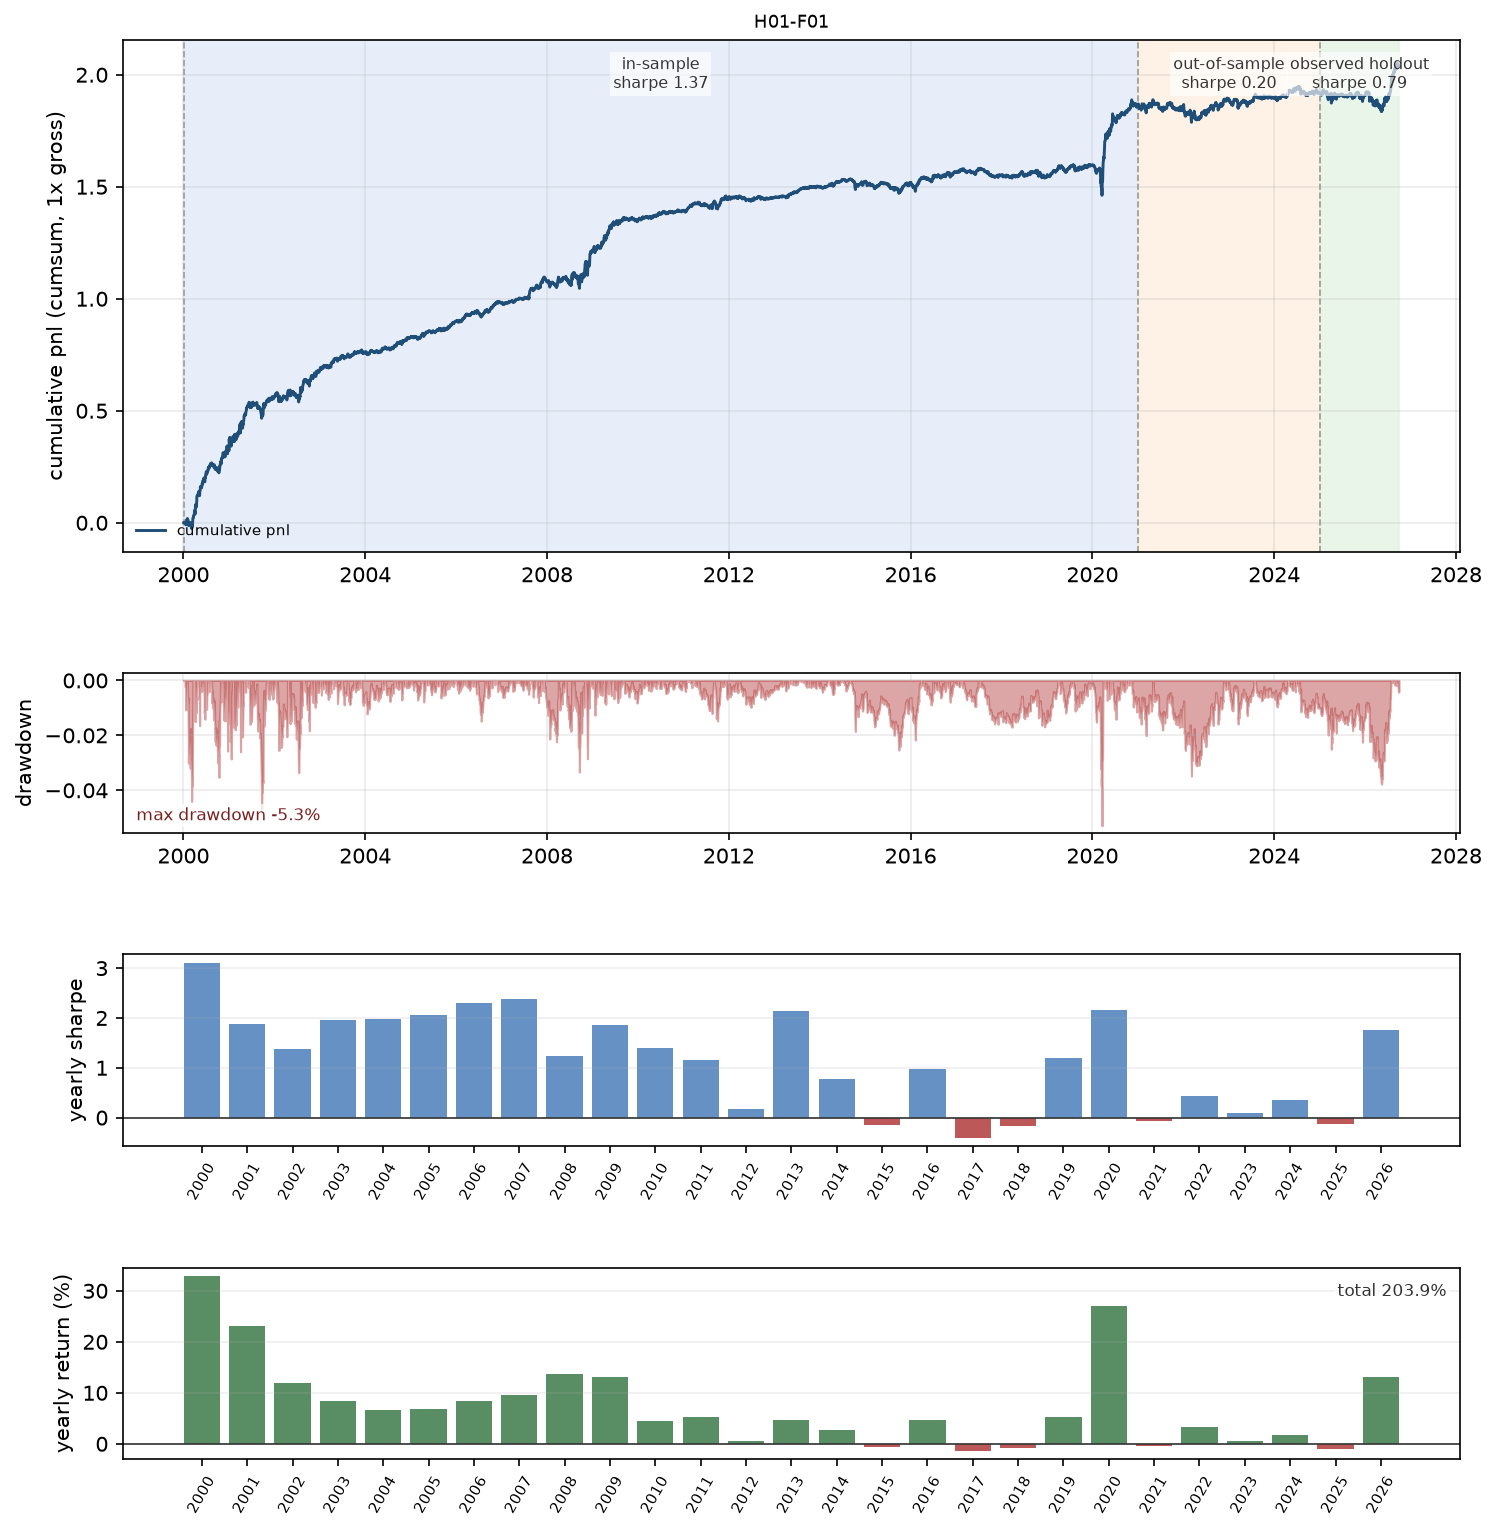 H01-F01
in-sample
sharpe 1.37
out-of-sample
sharpe 0.20
observed holdout
sharpe 0.79
cumulative pnl (cumsum, 1x gross)
2.0
1.5
1.0
0.5
0.0
cumulative pnl
2000 2004 2008 2012 2016 2020 2024 2028
drawdown
0.00
−0.02
−0.04
max drawdown -5.3%
2000 2004 2008 2012 2016 2020 2024 2028
yearly sharpe
3
2
1
0
2000 2001 2002 2003 2004 2005 2006 2007 2008 2009 2010 2011 2012 2013 2014 2015 2016 2017 2018 2019 2020 2021 2022 2023 2024 2025 2026
yearly return (%)
30
20
10
0
total 203.9%
2000 2001 2002 2003 2004 2005 2006 2007 2008 2009 2010 2011 2012 2013 2014 2015 2016 2017 2018 2019 2020 2021 2022 2023 2024 2025 2026